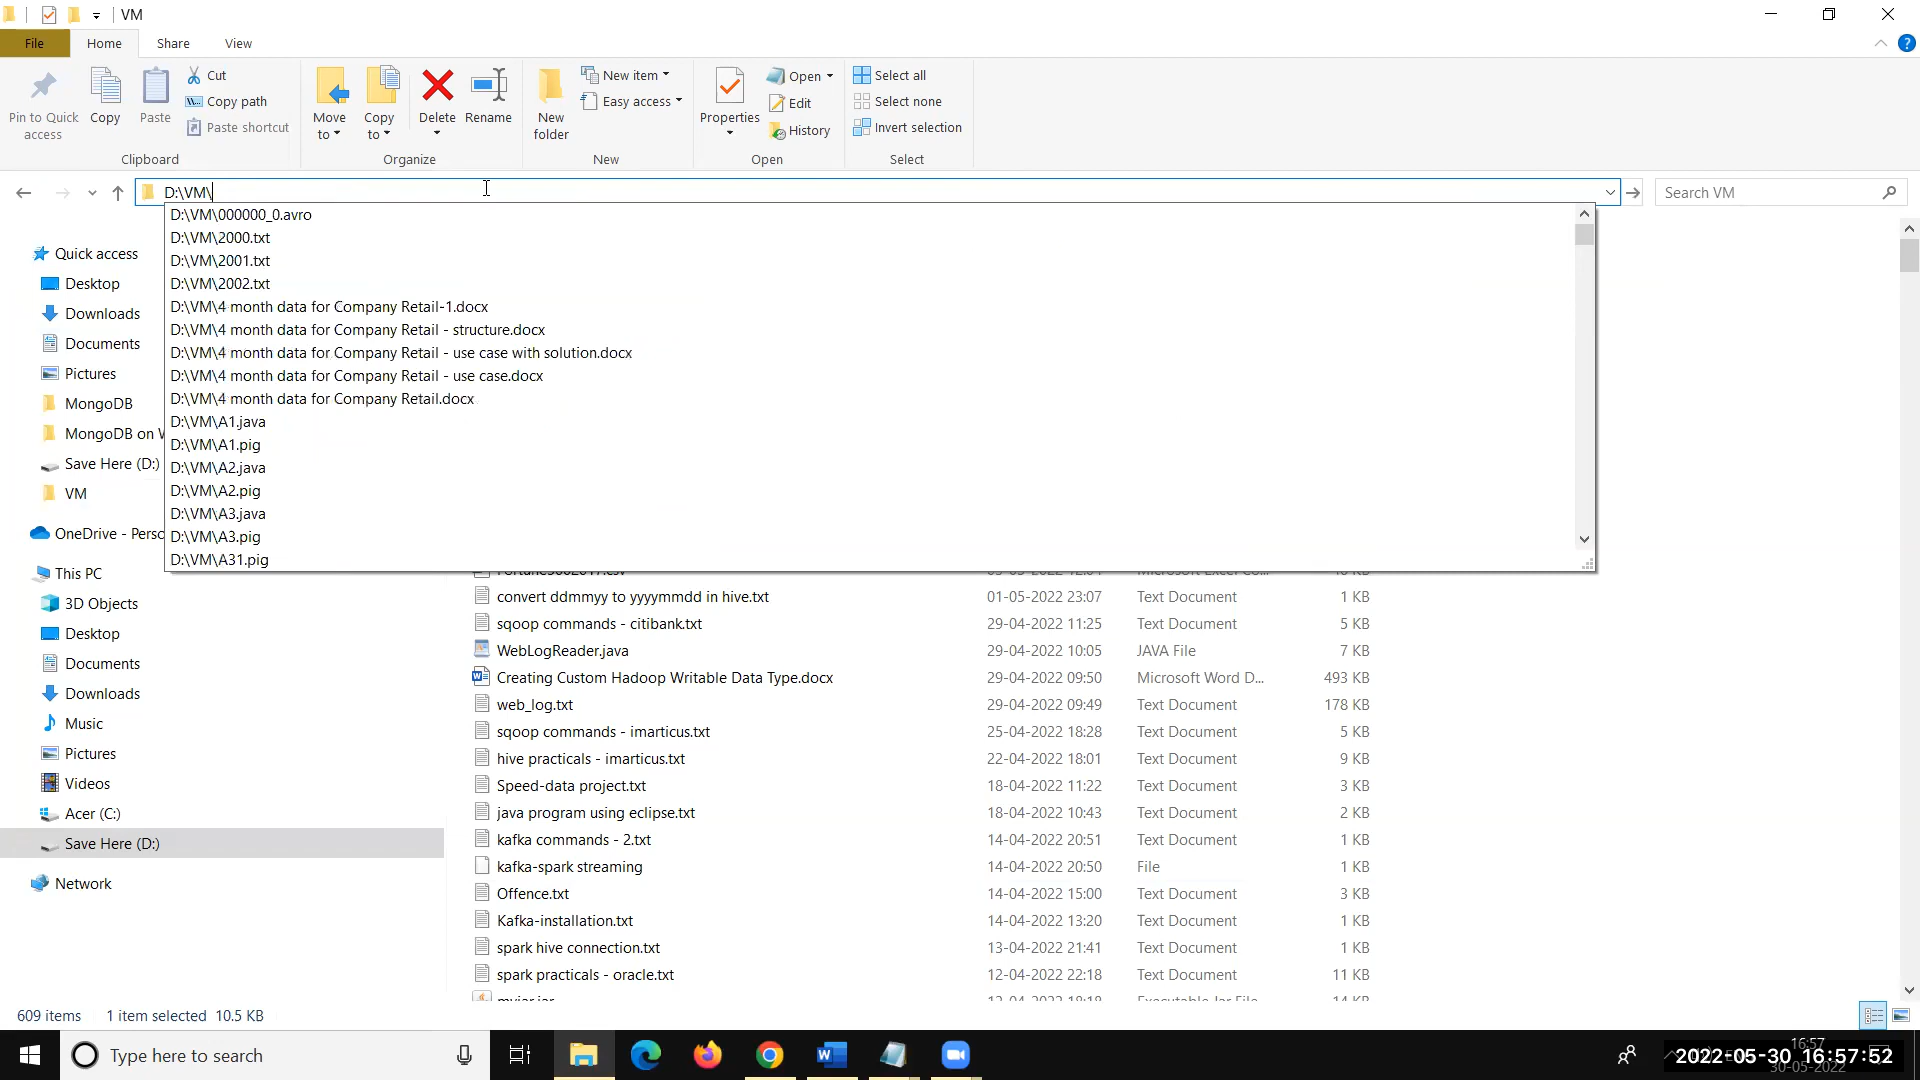 VM
File
Home
Share
View
Pin to Quick access
Copy
Paste
Cut
Copy path
Paste shortcut
Move to
Copy to
Delete
Rename
New folder
New item
Easy access
Properties
Open
Edit
History
Select all
Select none
Invert selection
Clipboard
Organize
New
Open
Select
D:\VM\
Search VM
D:\VM\000000_0.avro
D:\VM\2000.txt
D:\VM\2001.txt
D:\VM\2002.txt
D:\VM\4 month data for Company Retail-1.docx
D:\VM\4 month data for Company Retail - structure.docx
D:\VM\4 month data for Company Retail - use case with solution.docx
D:\VM\4 month data for Company Retail - use case.docx
D:\VM\4 month data for Company Retail.docx
D:\VM\A1.java
D:\VM\A1.pig
D:\VM\A2.java
D:\VM\A2.pig
D:\VM\A3.java
D:\VM\A3.pig
D:\VM\A31.pig
Quick access
Desktop
Downloads
Documents
Pictures
MongoDB
MongoDB on
Save Here (D:)
VM
OneDrive - Perso
This PC
3D Objects
Desktop
Documents
Downloads
Music
Pictures
Videos
Acer (C:)
Save Here (D:)
Network
convert ddmmyy to yyyymmdd in hive.txt 01-05-2022 23:07 Text Document 1 KB
sqoop commands - citibank.txt 29-04-2022 11:25 Text Document 5 KB
WebLogReader.java 29-04-2022 10:05 JAVA File 7 KB
Creating Custom Hadoop Writable Data Type.docx 29-04-2022 09:50 Microsoft Word D... 493 KB
web_log.txt 29-04-2022 09:49 Text Document 178 KB
sqoop commands - imarticus.txt 25-04-2022 18:28 Text Document 5 KB
hive practicals - imarticus.txt 22-04-2022 18:01 Text Document 9 KB
Speed-data project.txt 18-04-2022 11:22 Text Document 3 KB
java program using eclipse.txt 18-04-2022 10:43 Text Document 2 KB
kafka commands - 2.txt 14-04-2022 20:51 Text Document 1 KB
kafka-spark streaming 14-04-2022 20:50 File 1 KB
Offence.txt 14-04-2022 15:00 Text Document 3 KB
Kafka-installation.txt 14-04-2022 13:20 Text Document 1 KB
spark hive connection.txt 13-04-2022 21:41 Text Document 1 KB
spark practicals - oracle.txt 12-04-2022 22:18 Text Document 11 KB
609 items 1 item selected 10.5 KB
Type here to search
16:57
2022-05-30 16:57:52
30-05-2022